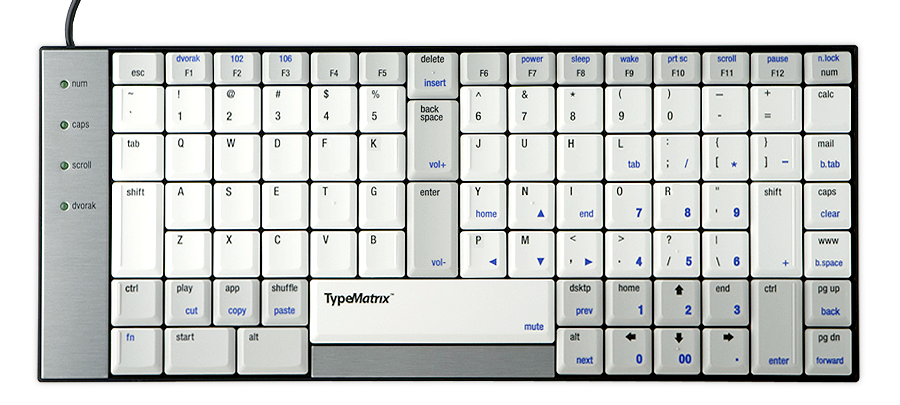 dvorak 102 106 delete power sleep wake prt sc scroll pause n.lock
esc F1 F2 F3 F4 F5 insert F6 F7 F8 F9 F10 F11 F12 num
num
~ ! @ # $ % back space ^ & * ( ) – + calc
` 1 2 3 4 5 6 7 8 9 0 - =
caps
tab Q W D F K J U H L : { } mail
vol+ tab ; / [ * ] – b.tab
scroll
shift A S E T G enter Y N I O R " shift caps
home ▲ end 7 8 ' 9 clear
dvorak
Z X C V B P M < > ? | www
vol- ◄ ▼ , ► . 4 / 5 \ 6 + b.space
ctrl play app shuffle TypeMatrix™ dsktp home ↑ end ctrl pg up
cut copy paste mute prev 1 2 3 back
fn start alt alt ← ↓ → pg dn
next 0 00 . enter forward